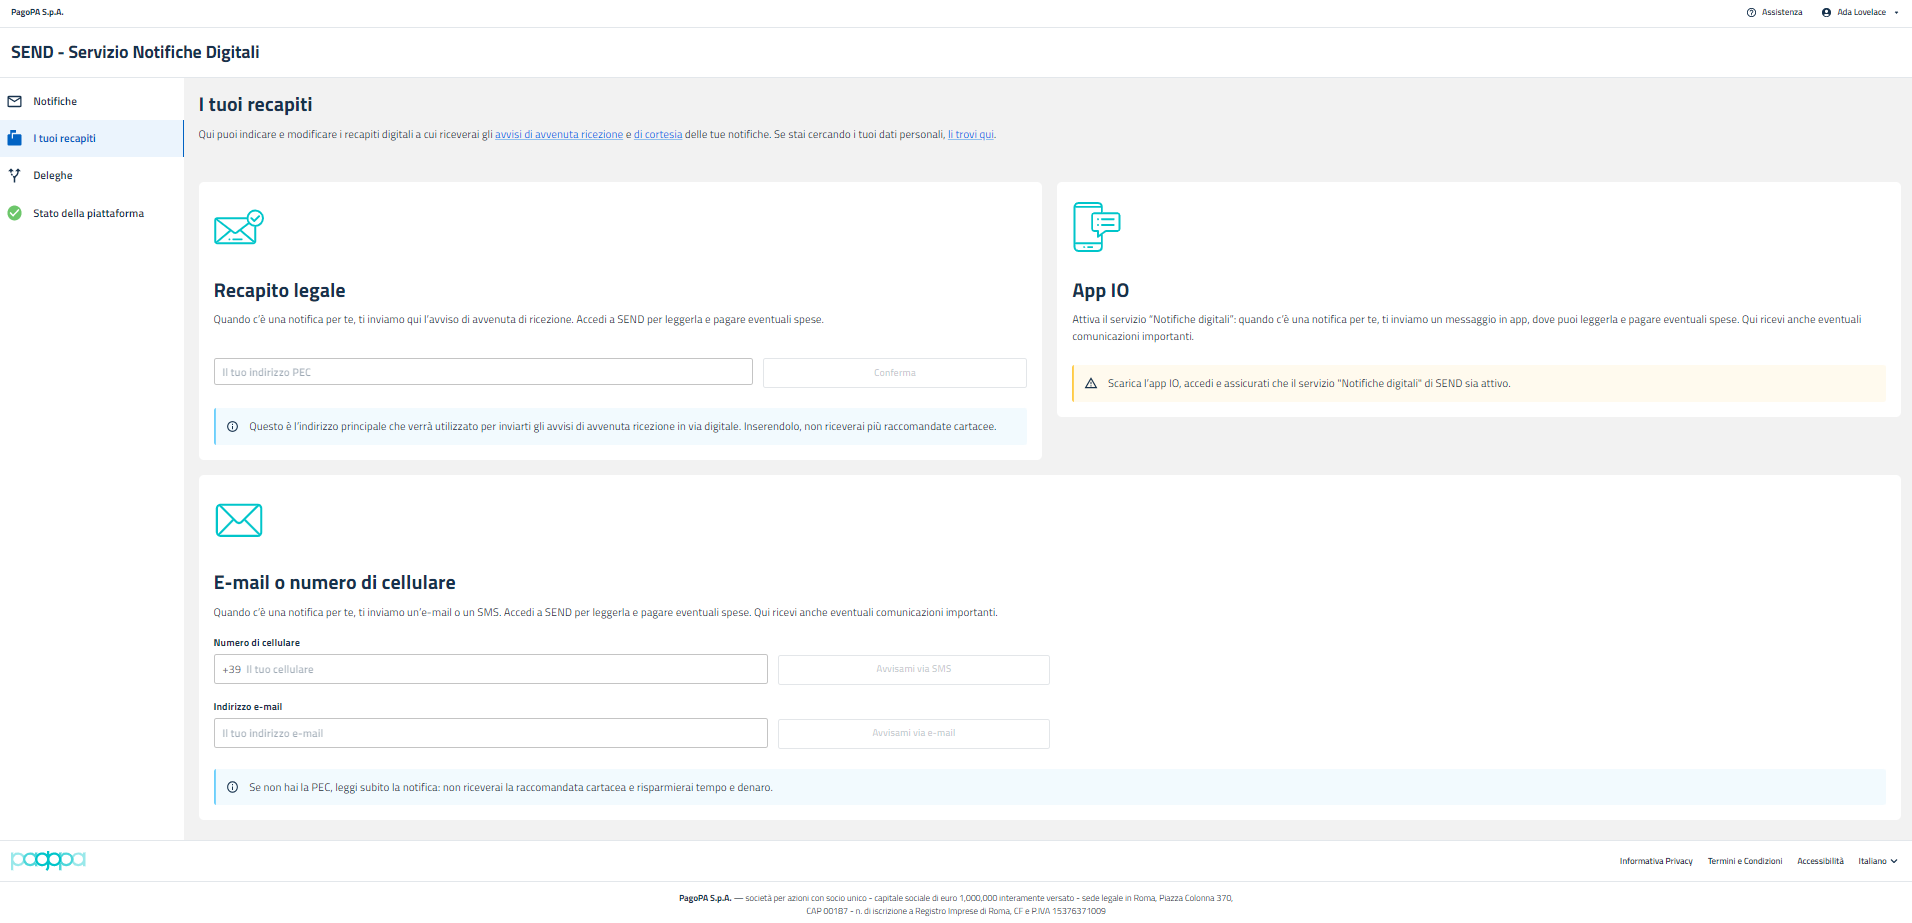 PagoPA S.p.A.
Assistenza
Ada Lovelace
SEND - Servizio Notifiche Digitali
Notifiche
I tuoi recapiti
Deleghe
Stato della piattaforma
I tuoi recapiti
Qui puoi indicare e modificare i recapiti digitali a cui riceverai gli avvisi di avvenuta ricezione e di cortesia delle tue notifiche. Se stai cercando i tuoi dati personali, li trovi qui.
Recapito legale
Quando c'è una notifica per te, ti inviamo qui l'avviso di avvenuta di ricezione. Accedi a SEND per leggerla e pagare eventuali spese.
Il tuo indirizzo PEC
Conferma
Questo è l'indirizzo principale che verrà utilizzato per inviarti gli avvisi di avvenuta ricezione in via digitale. Inserendolo, non riceverai più raccomandate cartacee.
App IO
Attiva il servizio "Notifiche digitali": quando c'è una notifica per te, ti inviamo un messaggio in app, dove puoi leggerla e pagare eventuali spese. Qui ricevi anche eventuali
comunicazioni importanti.
Scarica l'app IO, accedi e assicurati che il servizio "Notifiche digitali" di SEND sia attivo.
E-mail o numero di cellulare
Quando c'è una notifica per te, ti inviamo un'e-mail o un SMS. Accedi a SEND per leggerla e pagare eventuali spese. Qui ricevi anche eventuali comunicazioni importanti.
Numero di cellulare
+39 Il tuo cellulare
Avvisami via SMS
Indirizzo e-mail
Il tuo indirizzo e-mail
Avvisami via e-mail
Se non hai la PEC, leggi subito la notifica: non riceverai la raccomandata cartacea e risparmierai tempo e denaro.
pagopa
Informativa Privacy
Termini e Condizioni
Accessibilità
Italiano
PagoPA S.p.A. — società per azioni con socio unico - capitale sociale di euro 1,000,000 interamente versato - sede legale in Roma, Piazza Colonna 370,
CAP 00187 - n. di iscrizione a Registro Imprese di Roma, CF e P.IVA 15376371009